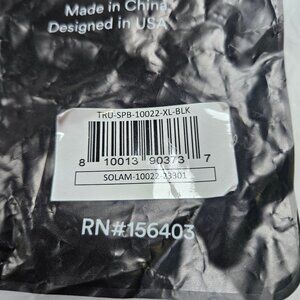 Made in China
Designed in USA
TRU-SPB-10022-XL-BLK
8 10013 90373 7
SOLAM-10022-23301
RN#156403